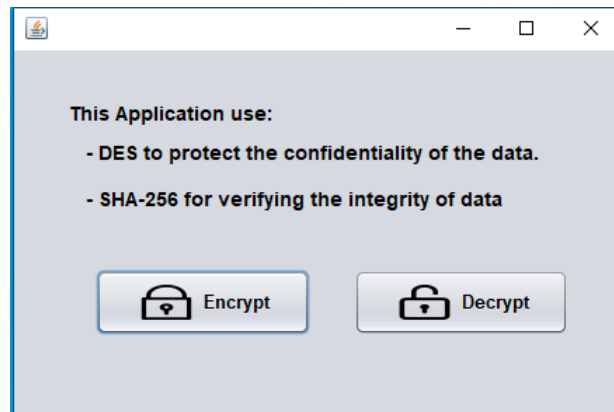 This Application use:
- DES to protect the confidentiality of the data.
- SHA-256 for verifying the integrity of data
Encrypt
Decrypt